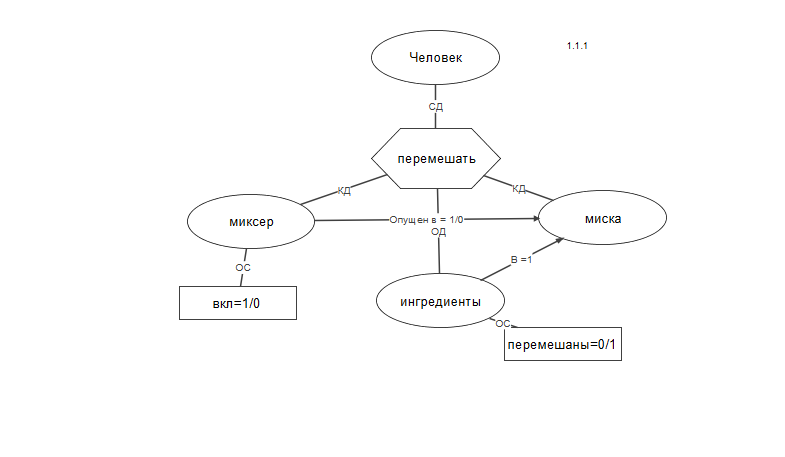 Человек
1.1.1
СД
перемешать
КД
КД
миксер
Опущен в = 1/0
миска
ОД
ОС
В =1
вкл=1/0
ингредиенты
ОС
перемешаны=0/1